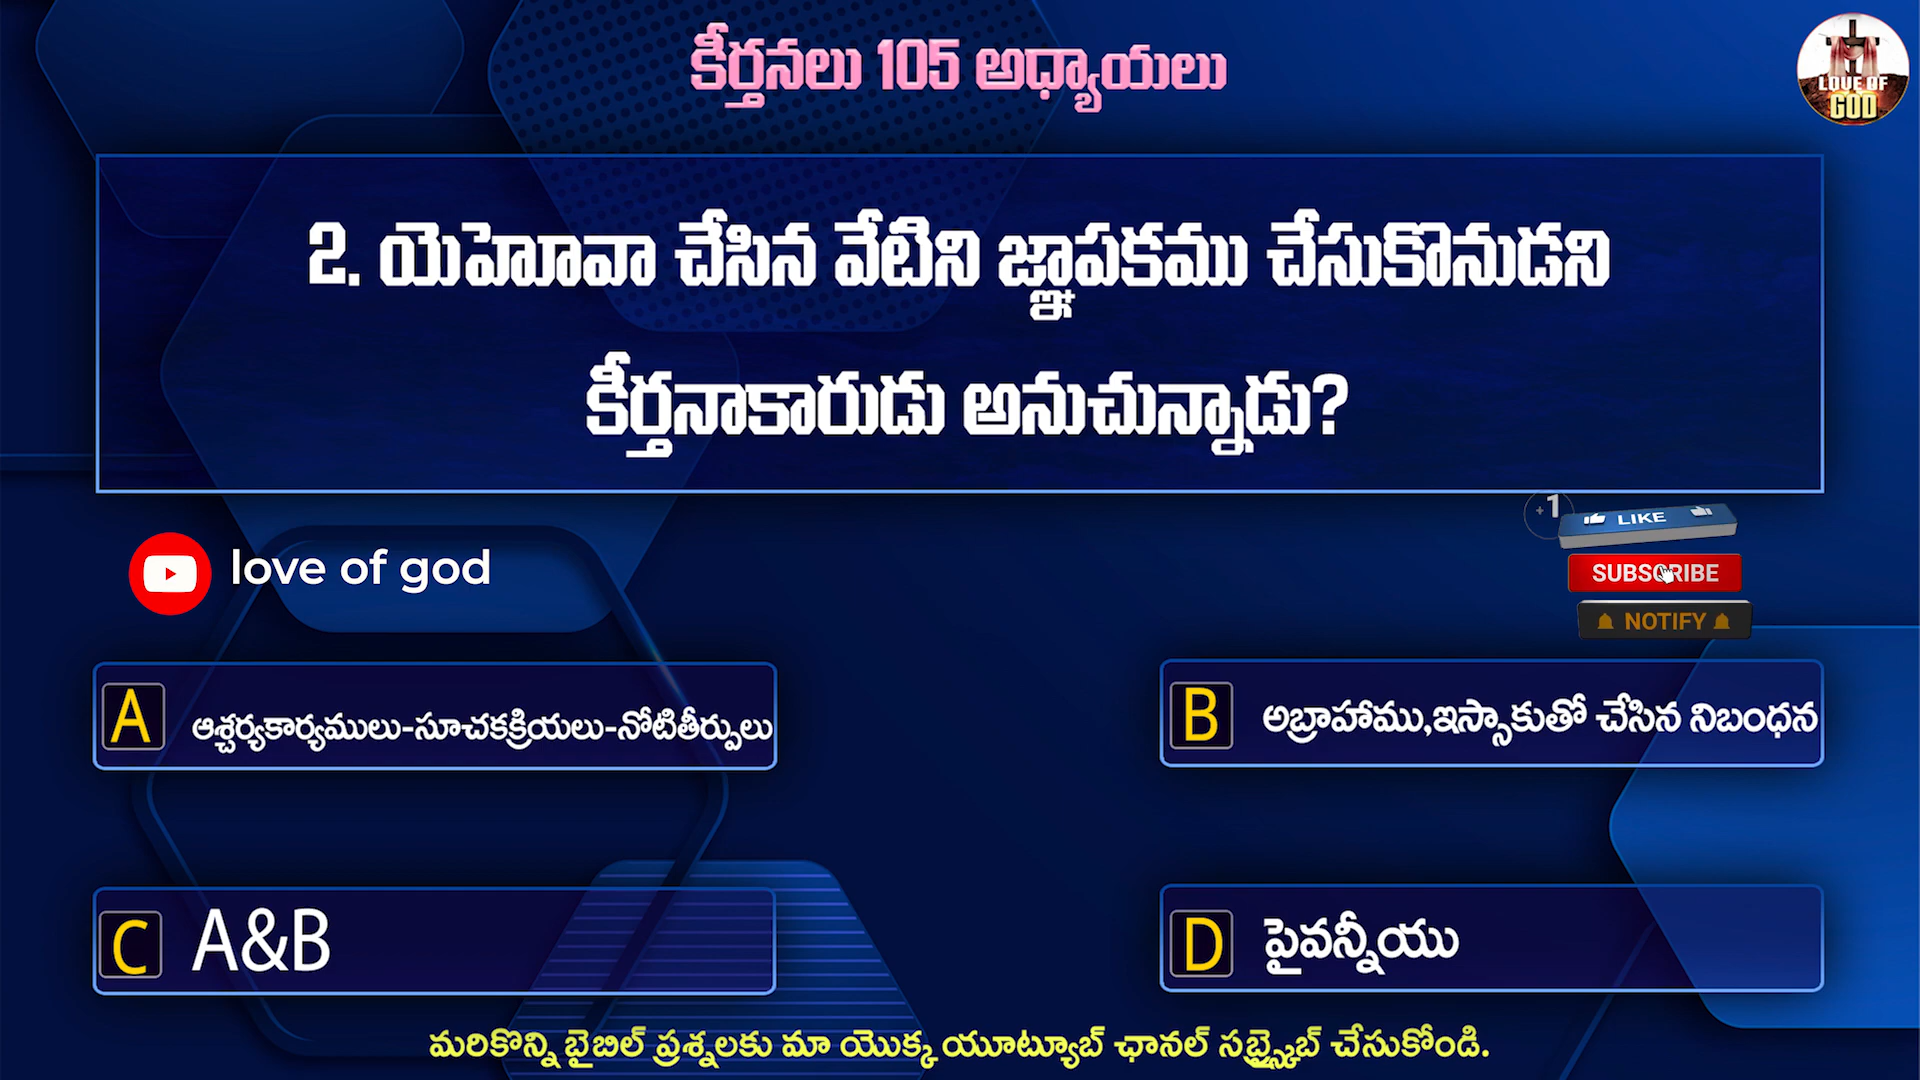 కీర్తనలు 105 అధ్యాయలు
LOVE OF
GOD
2. యెహెూవా చేసిన వేటిని జ్ఞాపకము చేసుకొనుడని
కీర్తనాకారుడు అనుచున్నాడు?
+1
LIKE
love of god
SUBSCRIBE
NOTIFY
A ఆశ్చర్యకార్యములు-సూచకక్రియలు-నోటితీర్పులు
B అబ్రాహాము,ఇస్సాకుతో చేసిన నిబంధన
C A&B
D పైవన్నీయు
మరికొన్ని బైబిల్ ప్రశ్నలకు మా యొక్క యూట్యూబ్ ఛానల్ సబ్స్క్రైబ్ చేసుకోండి.